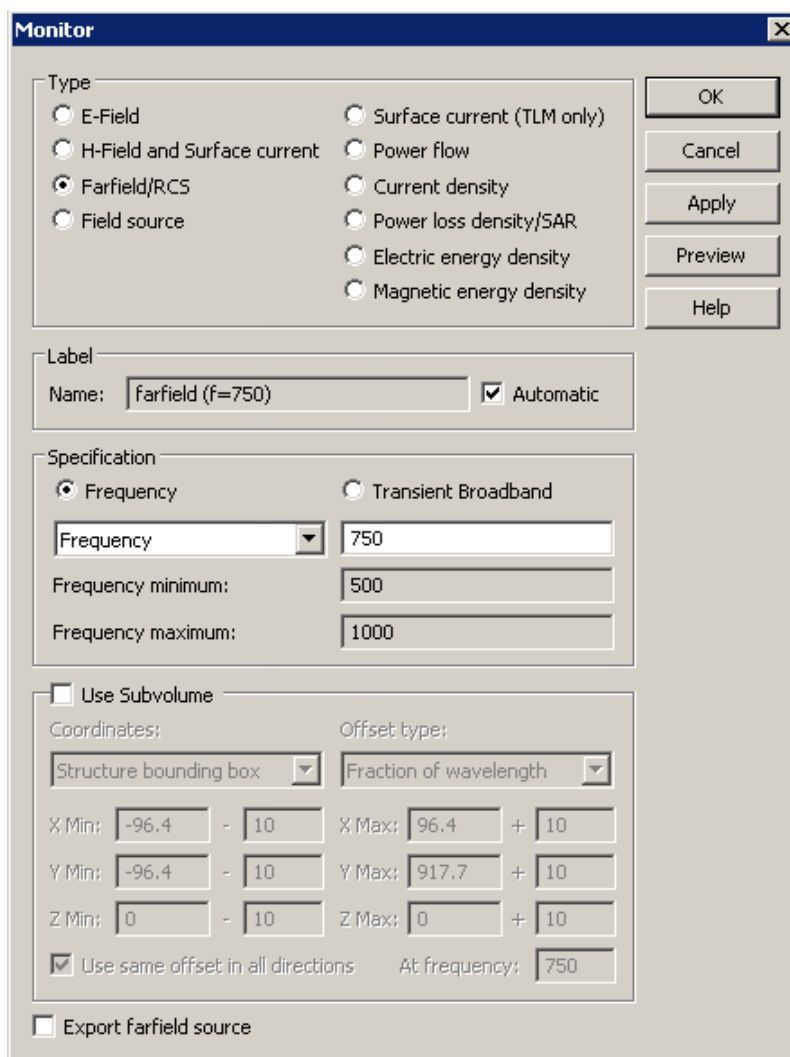 Monitor
Type
E-Field
H-Field and Surface current
Farfield/RCS
Field source
Surface current (TLM only)
Power flow
Current density
Power loss density/SAR
Electric energy density
Magnetic energy density
OK
Cancel
Apply
Preview
Help
Label
Name: farfield (f=750) Automatic
Specification
Frequency Transient Broadband
Frequency 750
Frequency minimum: 500
Frequency maximum: 1000
Use Subvolume
Coordinates: Offset type:
Structure bounding box Fraction of wavelength
X Min: -96.4 - 10 X Max: 96.4 + 10
Y Min: -96.4 - 10 Y Max: 917.7 + 10
Z Min: 0 - 10 Z Max: 0 + 10
Use same offset in all directions At frequency: 750
Export farfield source